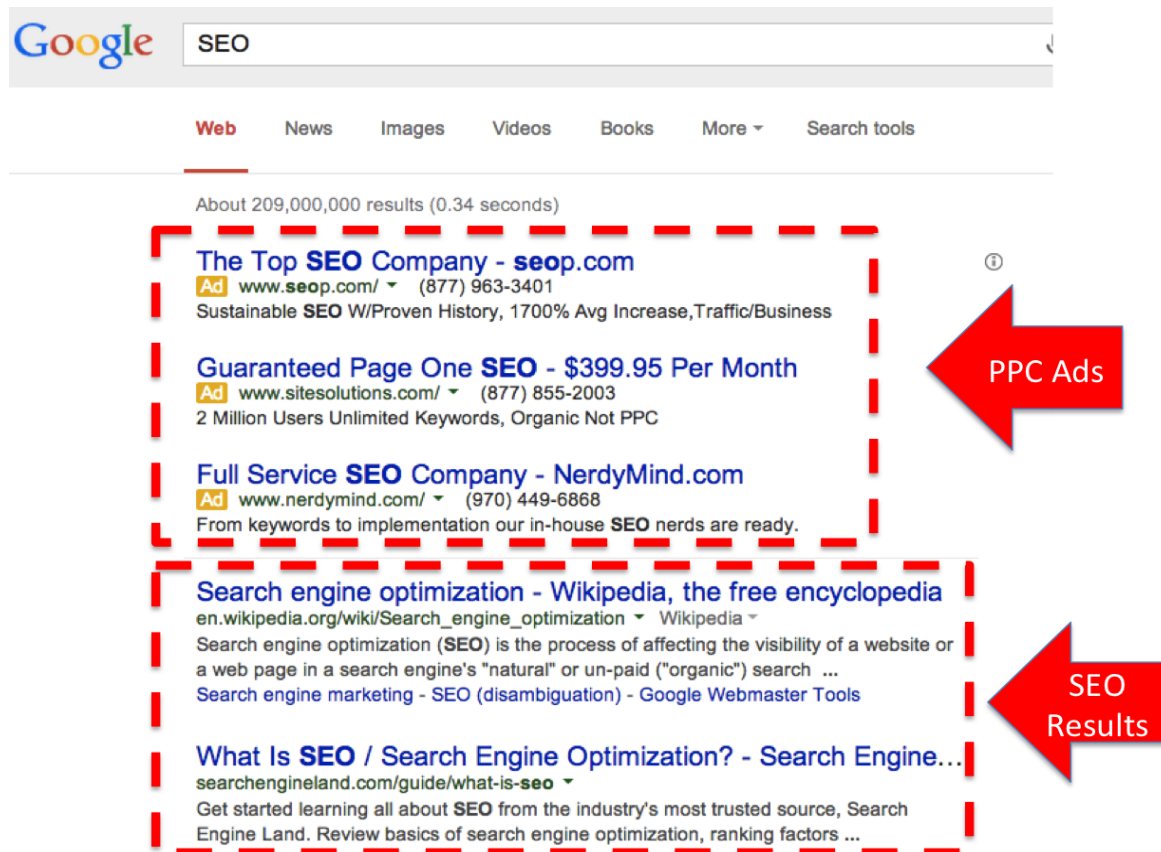 Google SEO
Web News Images Videos Books More Search tools
About 209,000,000 results (0.34 seconds)
The Top SEO Company - seop.com
Ad www.seop.com/ (877) 963-3401
Sustainable SEO W/Proven History, 1700% Avg Increase,Traffic/Business
Guaranteed Page One SEO - $399.95 Per Month
Ad www.sitesolutions.com/ (877) 855-2003
2 Million Users Unlimited Keywords, Organic Not PPC
Full Service SEO Company - NerdyMind.com
Ad www.nerdymind.com/ (970) 449-6868
From keywords to implementation our in-house SEO nerds are ready.
PPC Ads
Search engine optimization - Wikipedia, the free encyclopedia
en.wikipedia.org/wiki/Search_engine_optimization Wikipedia
Search engine optimization (SEO) is the process of affecting the visibility of a website or
a web page in a search engine's "natural" or un-paid ("organic") search ...
Search engine marketing - SEO (disambiguation) - Google Webmaster Tools
What Is SEO / Search Engine Optimization? - Search Engine...
searchengineland.com/guide/what-is-seo
Get started learning all about SEO from the industry's most trusted source, Search
Engine Land. Review basics of search engine optimization, ranking factors ...
SEO
Results